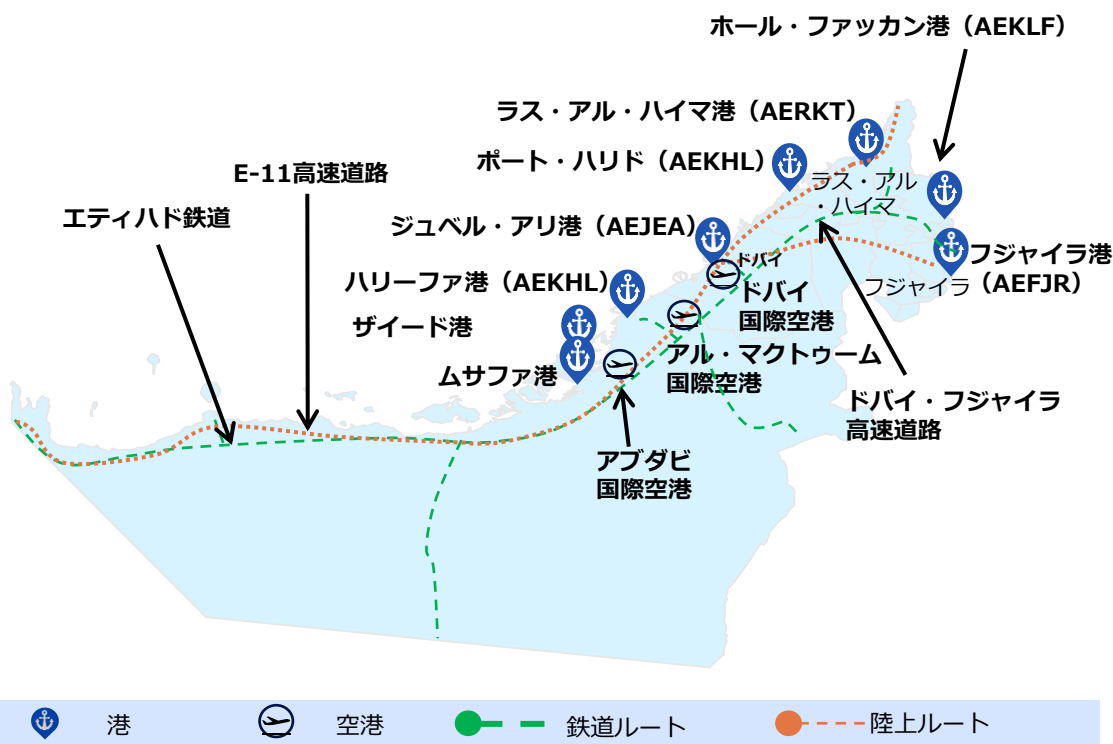 ホール・ファッカン港（AEKLF）
ラス・アル・ハイマ港（AERKT）
ポート・ハリド（AEKHL）
E-11高速道路
ラス・アル
・ハイマ
エティハド鉄道
ジュベル・アリ港（AEJEA）
フジャイラ港
（AEFJR）
フジャイラ
ドバイ
ハリーファ港（AEKHL）
ドバイ
国際空港
ザイード港
アル・マクトゥーム
国際空港
ムサファ港
ドバイ・フジャイラ
高速道路
アブダビ
国際空港
港
空港
鉄道ルート
陸上ルート